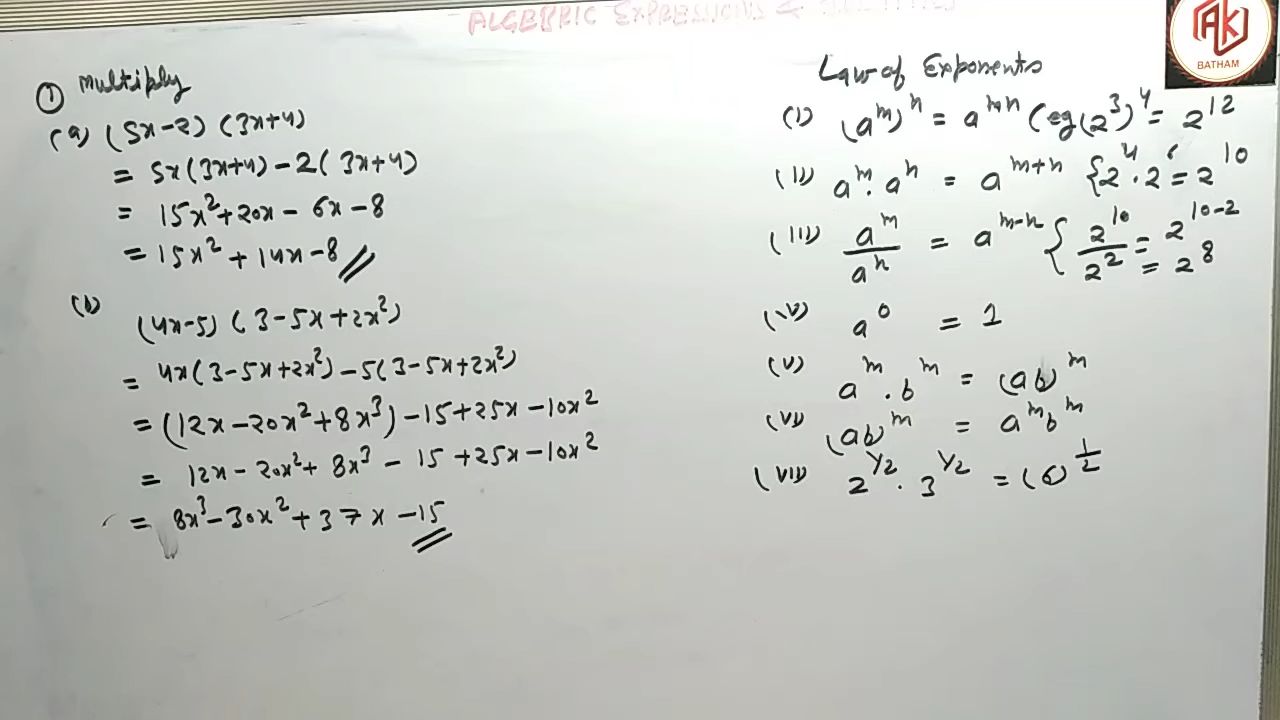 ALGEBRIC EXPRESSIONS &
AK
BATHAM
① Multiply
(a) (5x-2) (3x+4)
= 5x(3x+4) - 2(3x+4)
= 15x²+20x - 6x - 8
= 15x² + 14x - 8 //
(b) (4x-5) (3-5x+2x²)
= 4x(3-5x+2x²) - 5(3-5x+2x²)
= (12x - 20x² + 8x³) - 15 + 25x - 10x²
= 12x - 20x² + 8x³ - 15 + 25x - 10x²
= 8x³ - 30x² + 37x - 15 //
Law of Exponents
(i) (a^m)^n = a^{m×n} (eg (2³)⁴ = 2¹²
(ii) a^m . a^n = a^{m+n} {2⁴ . 2⁶ = 2¹⁰
(iii) a^m / a^n = a^{m-n} { 2¹⁰ / 2² = 2^{10-2}
= 2⁸
(iv) a⁰ = 1
(v) a^m . b^m = (ab)^m
(vi) (ab)^m = a^m b^m
(vii) 2^{1/2} . 3^{1/2} = (6)^{1/2}